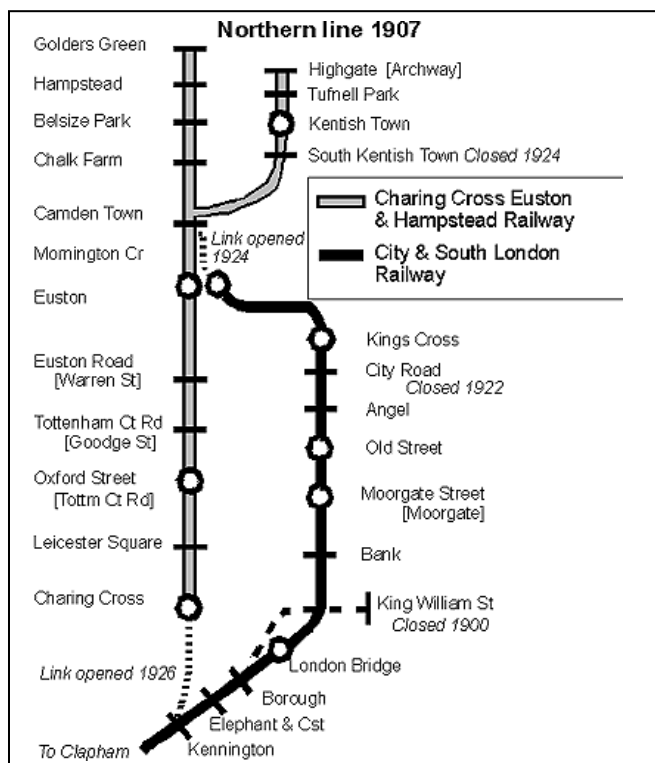 Northern line 1907
Golders Green
Hampstead
Belsize Park
Chalk Farm
Camden Town
Mornington Cr
Euston
Euston Road
[Warren St]
Tottenham Ct Rd
[Goodge St]
Oxford Street
[Tottm Ct Rd]
Leicester Square
Charing Cross
Link opened 1926
To Clapham
Highgate [Archway]
Tufnell Park
Kentish Town
South Kentish Town Closed 1924
Charing Cross Euston
& Hampstead Railway
City & South London
Railway
Link opened
1924
Kings Cross
City Road
Closed 1922
Angel
Old Street
Moorgate Street
[Moorgate]
Bank
King William St
Closed 1900
London Bridge
Borough
Elephant & Cst
Kennington